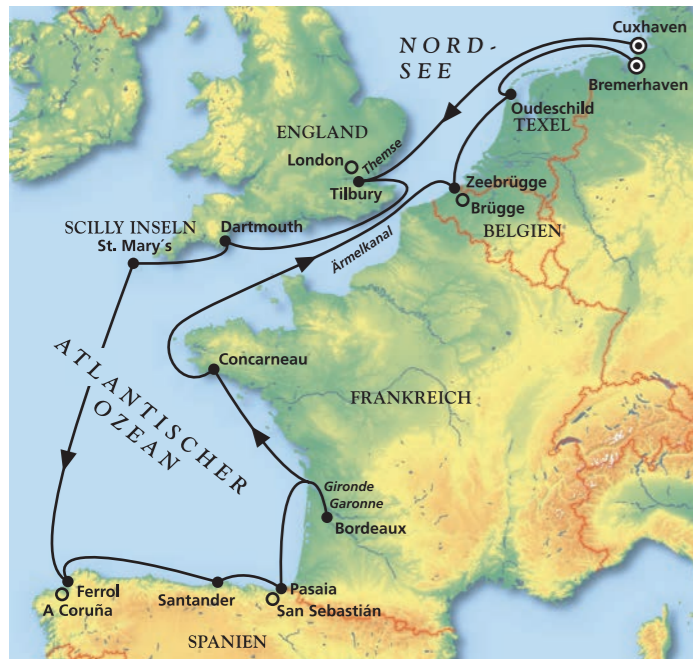 Cuxhaven
NORD-
SEE
Bremerhaven
Oudeschild
TEXEL
ENGLAND
London
Themse
Tilbury
Zeebrügge
Brügge
BELGIEN
SCILLY INSELN
St. Mary´s
Dartmouth
Ärmelkanal
Concarneau
ATLANTISCHER
OZEAN
FRANKREICH
Gironde
Garonne
Bordeaux
Ferrol
A Coruña
Santander
Pasaia
San Sebastián
SPANIEN